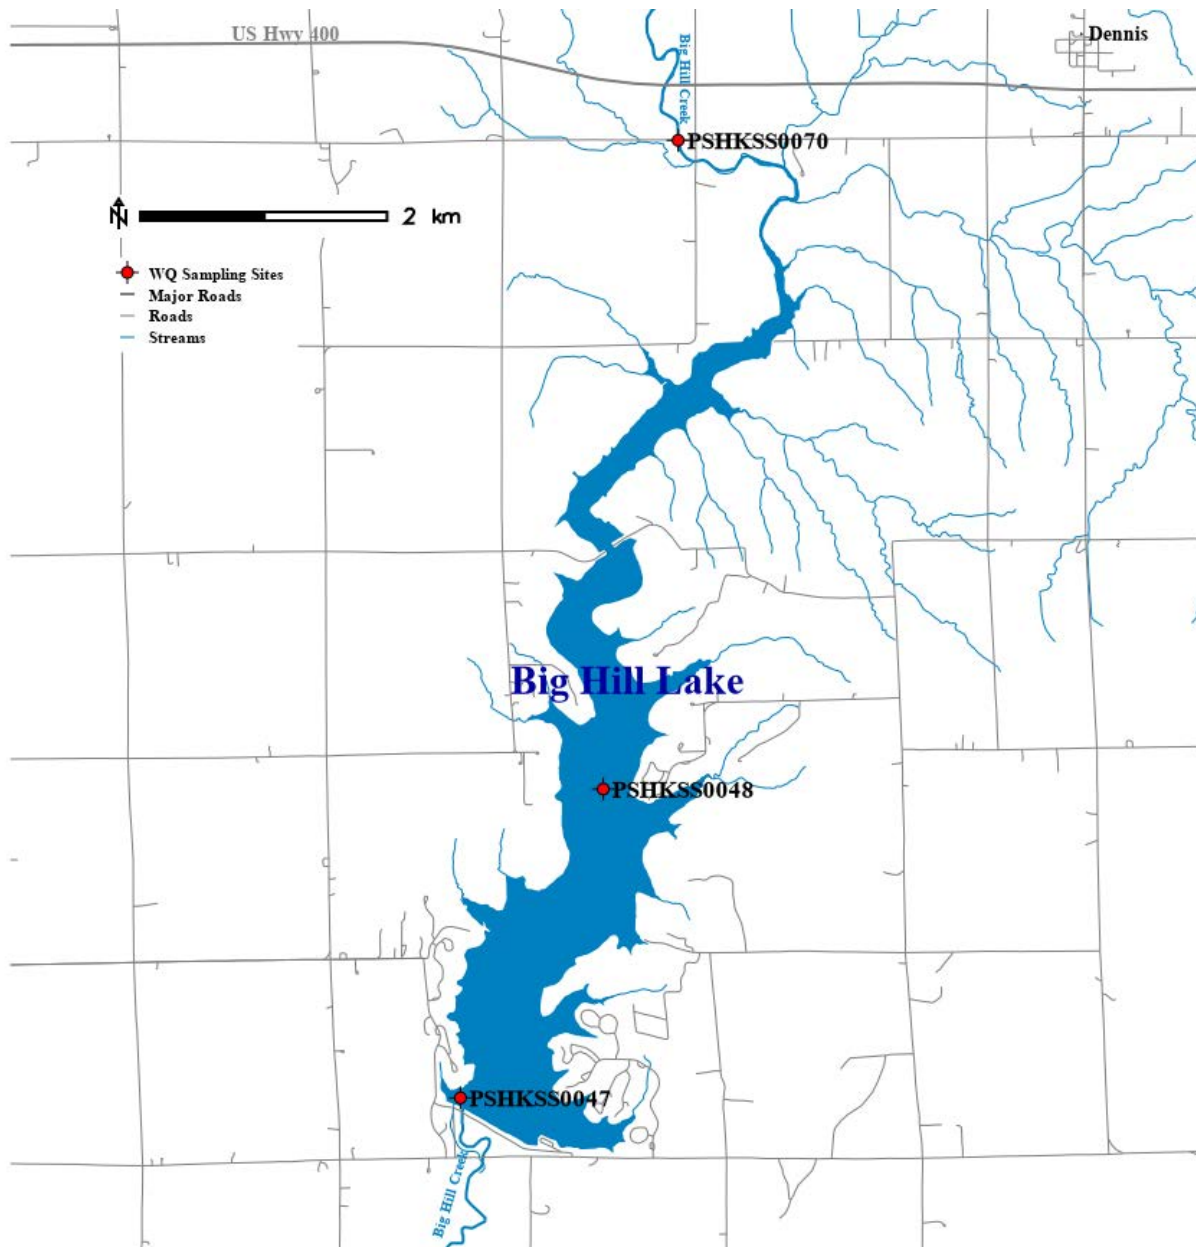 US Hwy 400
Dennis
Big Hill Creek
PSHKSS0070
N
2 km
WQ Sampling Sites
Major Roads
Roads
Streams
Big Hill Lake
PSHKSS0048
PSHKSS0047
Big Hill Creek